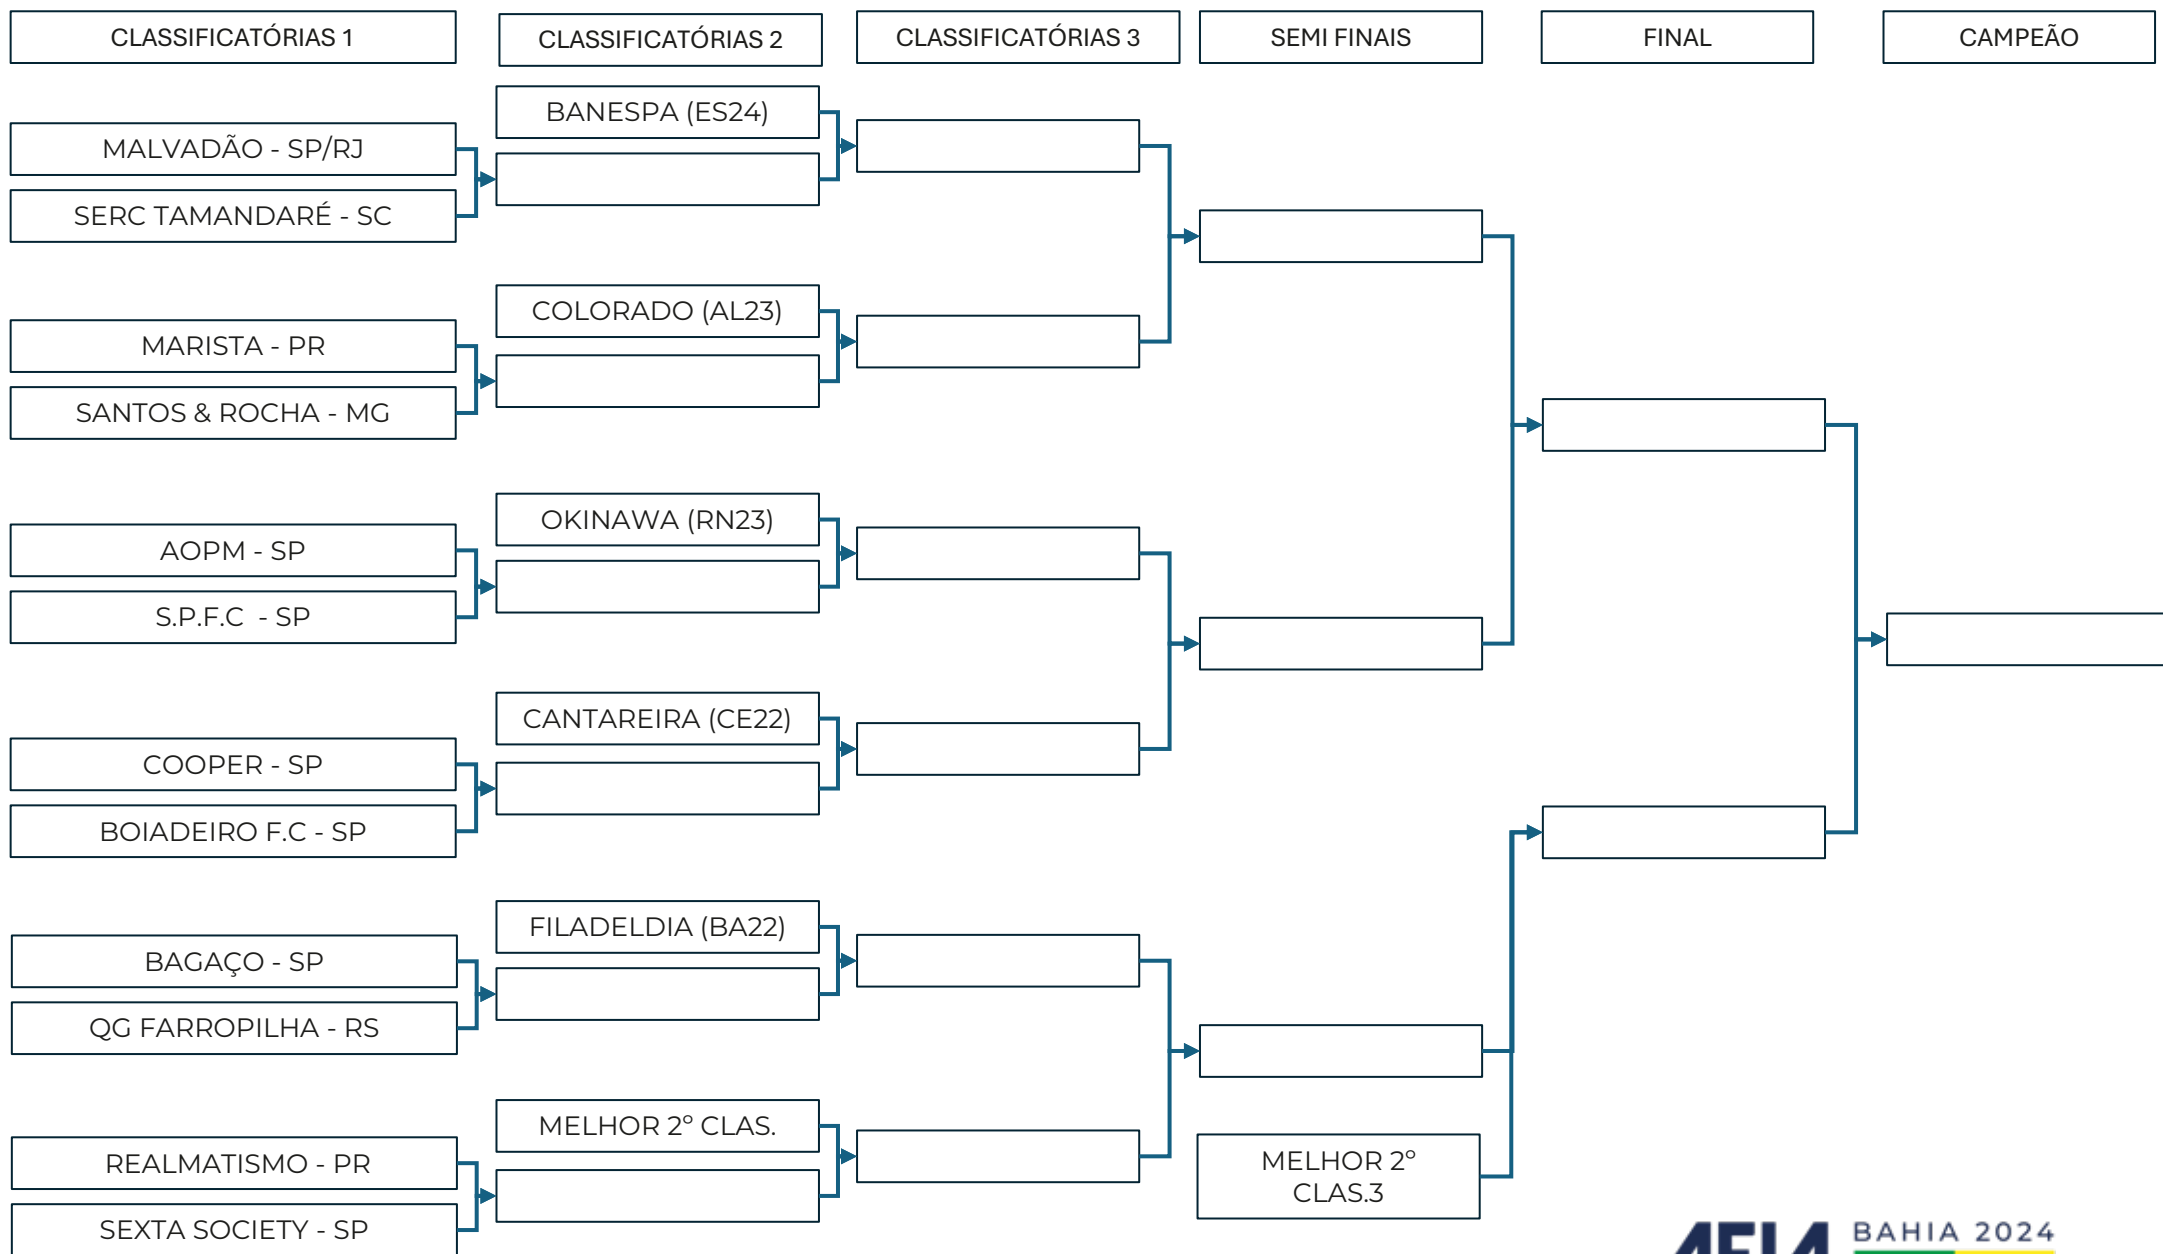 CLASSIFICATÓRIAS 1
CLASSIFICATÓRIAS 2
CLASSIFICATÓRIAS 3
SEMI FINAIS
FINAL
CAMPEÃO
MALVADÃO - SP/RJ
SERC TAMANDARÉ - SC
MARISTA - PR
SANTOS & ROCHA - MG
AOPM - SP
S.P.F.C - SP
COOPER - SP
BOIADEIRO F.C - SP
BAGAÇO - SP
QG FARROPILHA - RS
REALMATISMO - PR
SEXTA SOCIETY - SP
BANESPA (ES24)
COLORADO (AL23)
OKINAWA (RN23)
CANTAREIRA (CE22)
FILADELDIA (BA22)
MELHOR 2º CLAS.
MELHOR 2º
CLAS.3
BAHIA 2024